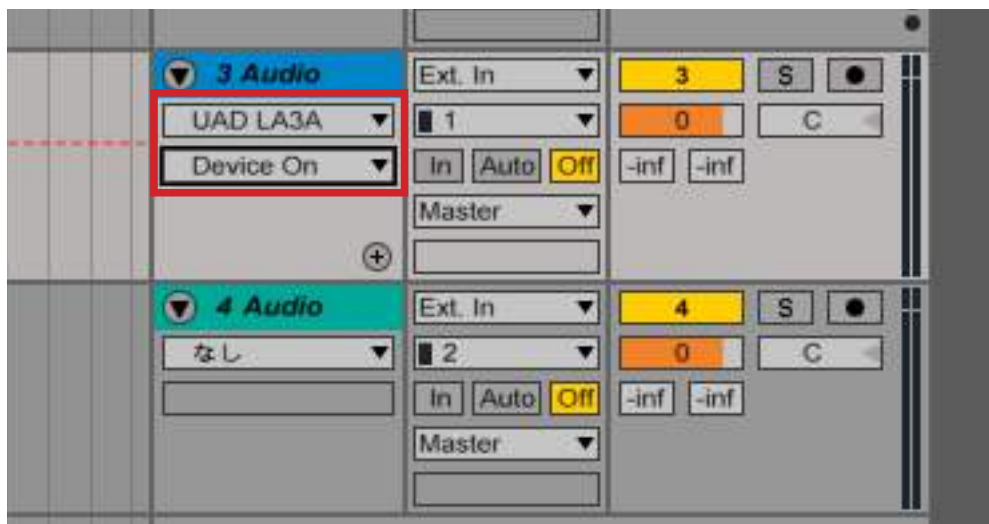 3 Audio
Ext. In
3
S
UAD LA3A
1
0
C
Device On
In Auto Off
-inf -inf
Master
4 Audio
Ext. In
4
S
なし
2
0
C
In Auto Off
-inf -inf
Master